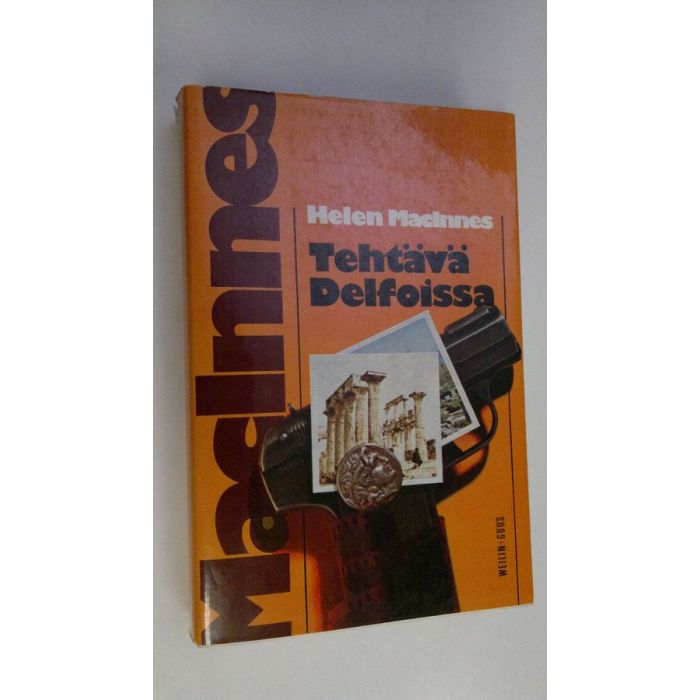 MacInnes
Helen MacInnes
Tehtävä
Delfoissa
WEILIN+GÖÖS